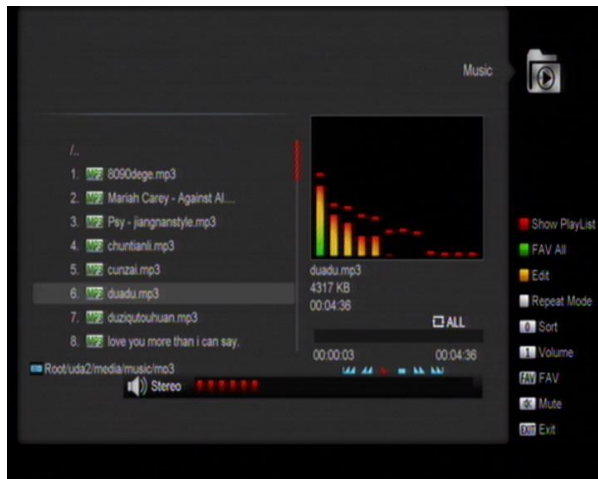 Music
/..
1. MP3 8090dege.mp3
2. MP3 Mariah Carey - Against Al....
3. MP3 Psy - jiangnanstyle.mp3
4. MP3 chuntianli.mp3
5. MP3 cunzai.mp3
6. MP3 duadu.mp3
7. MP3 duziqutouhuan.mp3
8. MP3 love you more than i can say.
Root/uda2/media/music/mp3
duadu.mp3
4317 KB
00:04:36
ALL
00:00:03 00:04:36
Stereo
Show PlayList
FAV All
Edit
Repeat Mode
0 Sort
1 Volume
FAV FAV
Mute
EXIT Exit